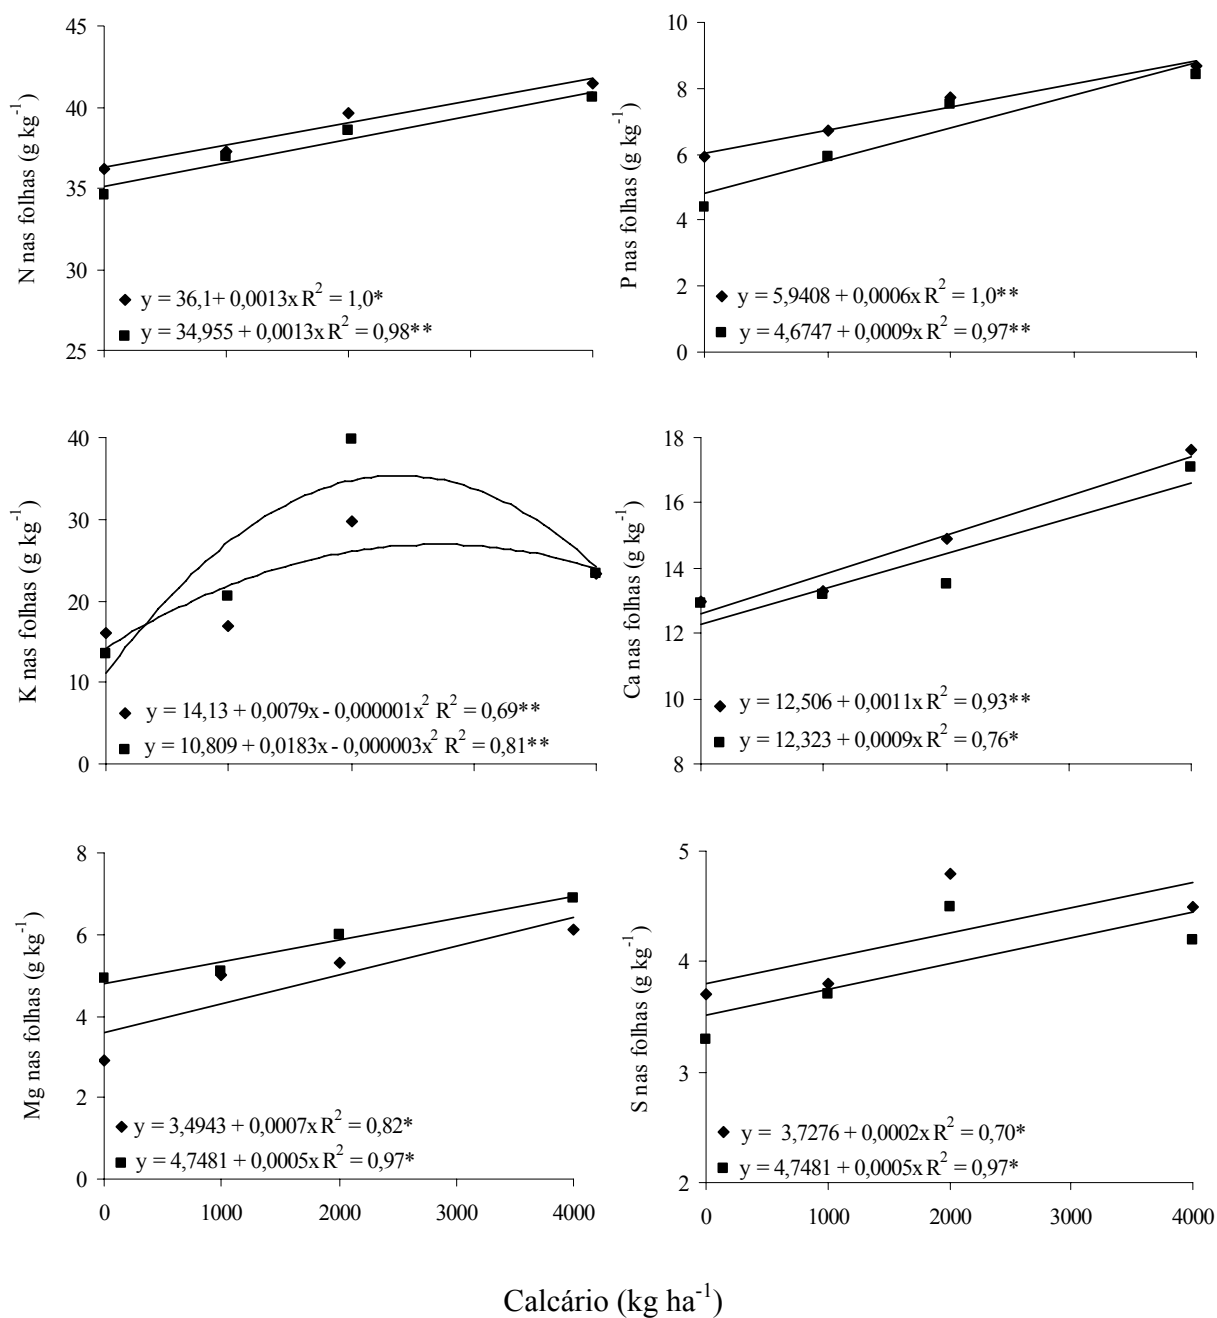 N nas folhas (g kg⁻¹)
45
40
35
30
25
y = 36,1+ 0,0013x R² = 1,0*
y = 34,955 + 0,0013x R² = 0,98**
P nas folhas (g kg⁻¹)
10
8
6
4
2
0
y = 5,9408 + 0,0006x R² = 1,0**
y = 4,6747 + 0,0009x R² = 0,97**
K nas folhas (g kg⁻¹)
40
30
20
10
0
y = 14,13 + 0,0079x - 0,000001x² R² = 0,69**
y = 10,809 + 0,0183x - 0,000003x² R² = 0,81**
Ca nas folhas (g kg⁻¹)
18
16
14
12
10
8
y = 12,506 + 0,0011x R² = 0,93**
y = 12,323 + 0,0009x R² = 0,76*
Mg nas folhas (g kg⁻¹)
8
6
4
2
0
y = 3,4943 + 0,0007x R² = 0,82*
y = 4,7481 + 0,0005x R² = 0,97*
0 1000 2000 3000 4000
S nas folhas (g kg⁻¹)
5
4
3
2
y = 3,7276 + 0,0002x R² = 0,70*
y = 4,7481 + 0,0005x R² = 0,97*
0 1000 2000 3000 4000
Calcário (kg ha⁻¹)